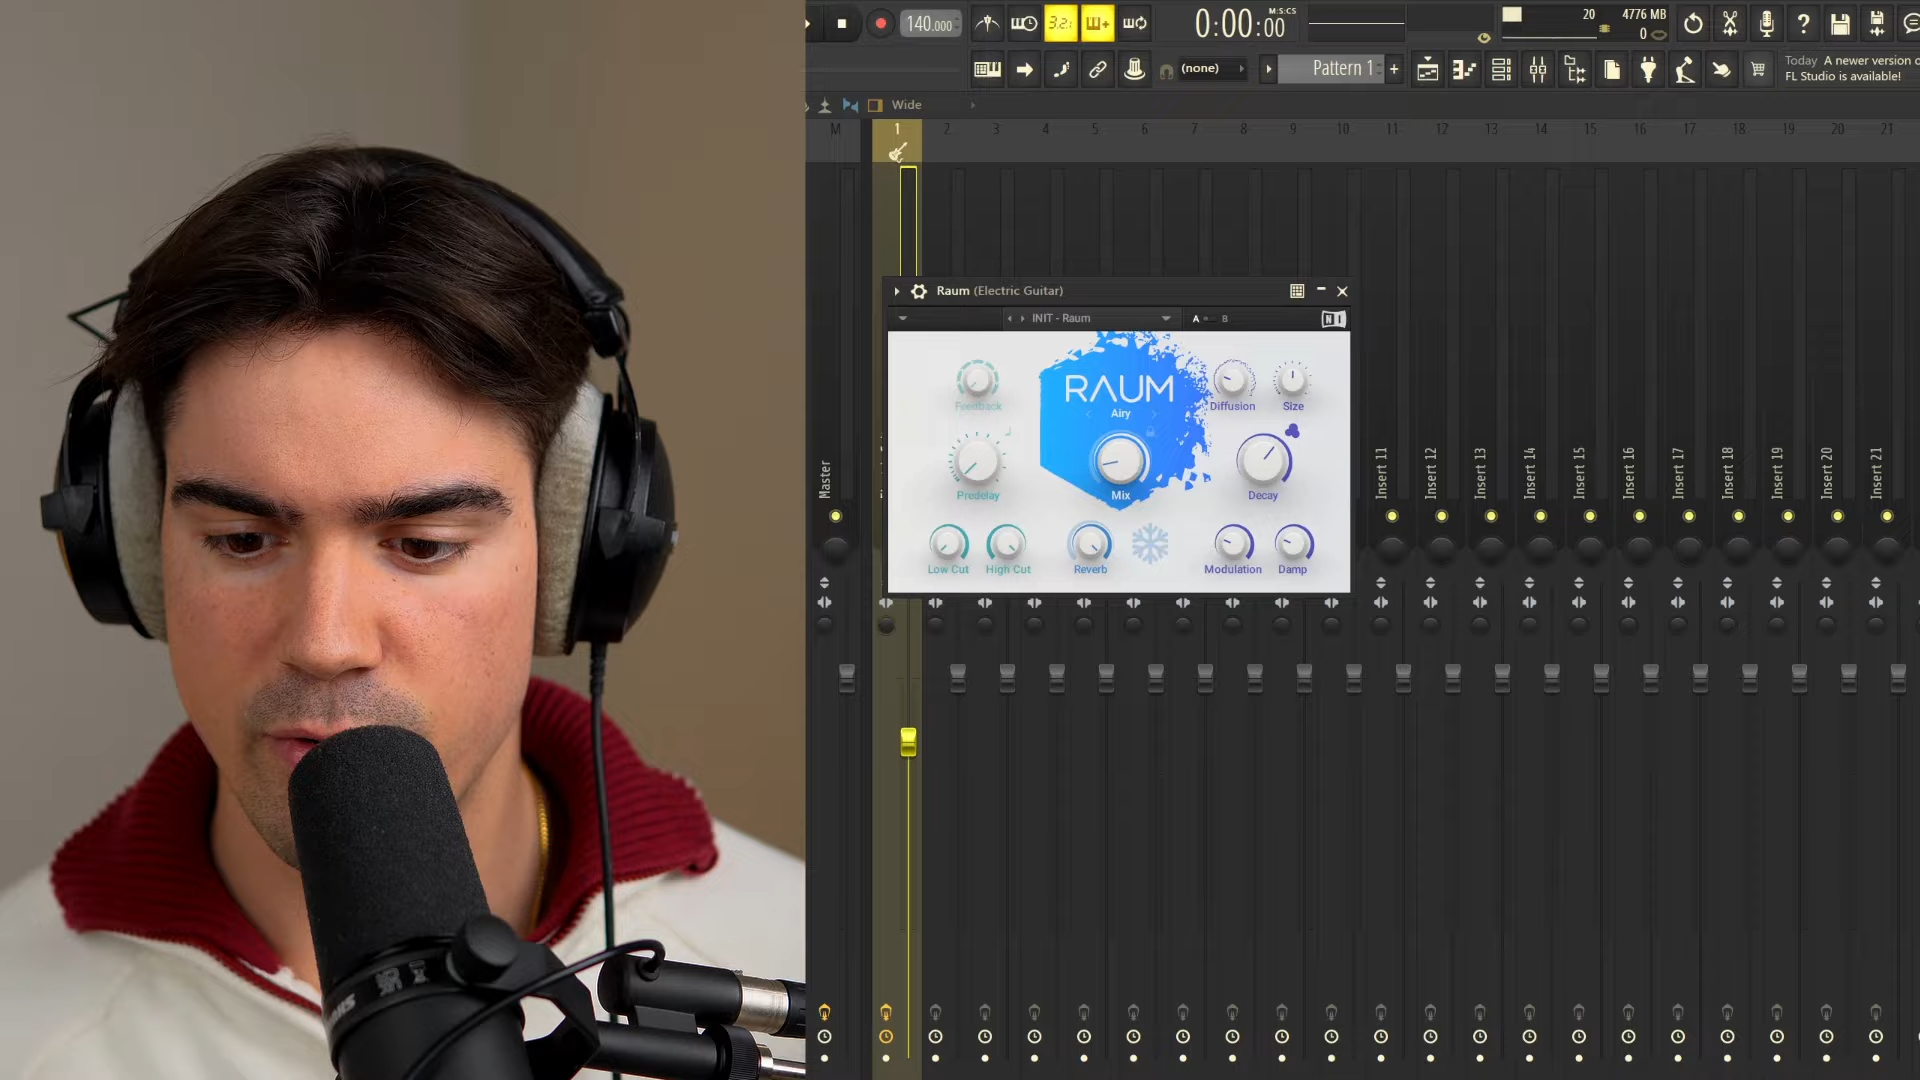 140.000
3.2:
0:00:00
M:S:CS
20
4776 MB
0
(none)
Pattern 1
+
Today A newer version o
FL Studio is available!
Wide
M 1 2 3 4 5 6 7 8 9 10 11 12 13 14 15 16 17 18 19 20 21
Raum (Electric Guitar)
INIT - Raum
A B
NI
RAUM
Airy
Feedback
Diffusion
Size
Predelay
Mix
Decay
Low Cut
High Cut
Reverb
Modulation
Damp
Master
Insert 11
Insert 12
Insert 13
Insert 14
Insert 15
Insert 16
Insert 17
Insert 18
Insert 19
Insert 20
Insert 21